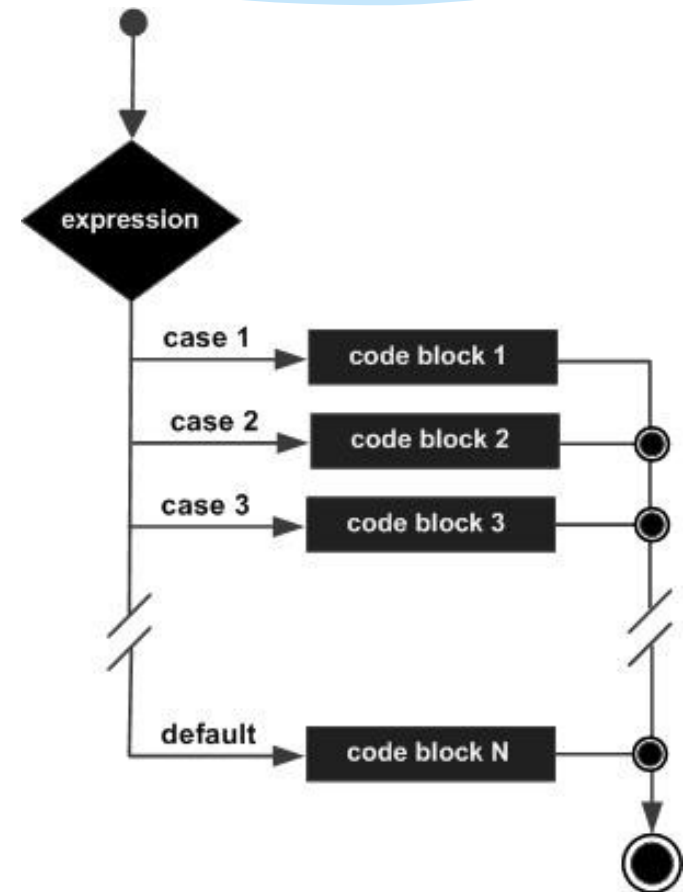 expression
case 1
code block 1
case 2
code block 2
case 3
code block 3
default
code block N